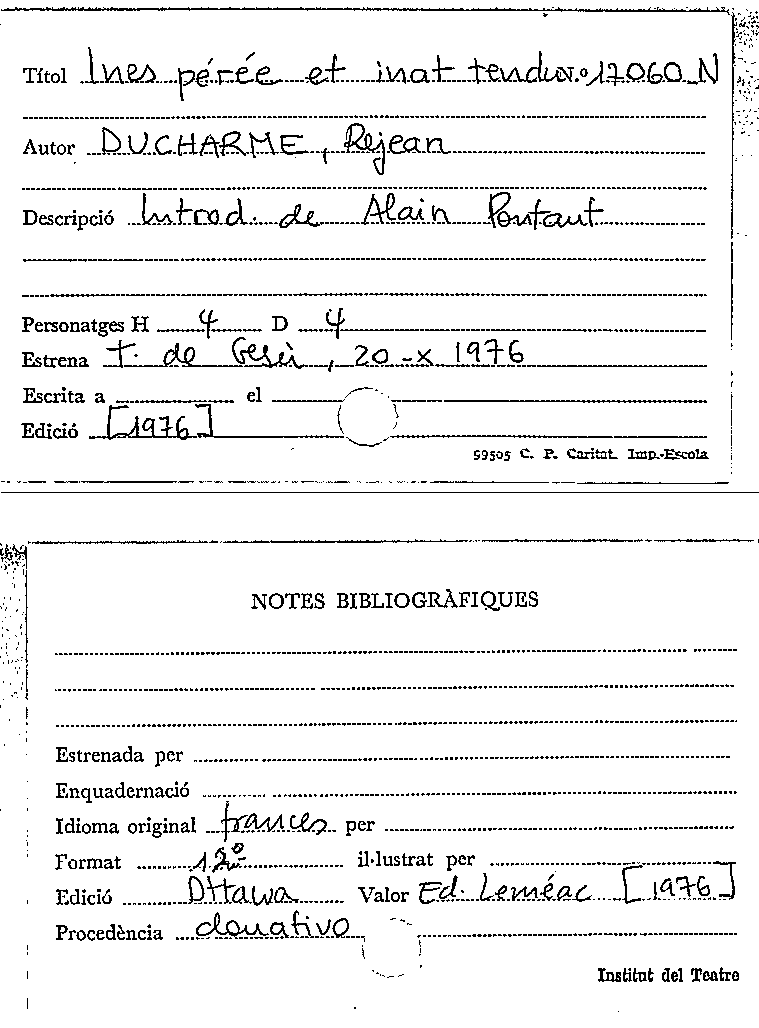 Títol Ines pérée et inat tendu N.º 17060 N
Autor DUCHARME, Rejean
Descripció Introd. de Alain Pontaut
Personatges H 4 D 4
Estrena T. de Gesù, 20-X 1976
Escrita a el
Edició [1976]
99505 C. P. Caritat. Imp.-Escola
NOTES BIBLIOGRÀFIQUES
Estrenada per
Enquadernació
Idioma original frances per
Format 12º il·lustrat per
Edició Ottawa Valor Ed. Leméac [1976]
Procedència donativo
Institut del Teatre